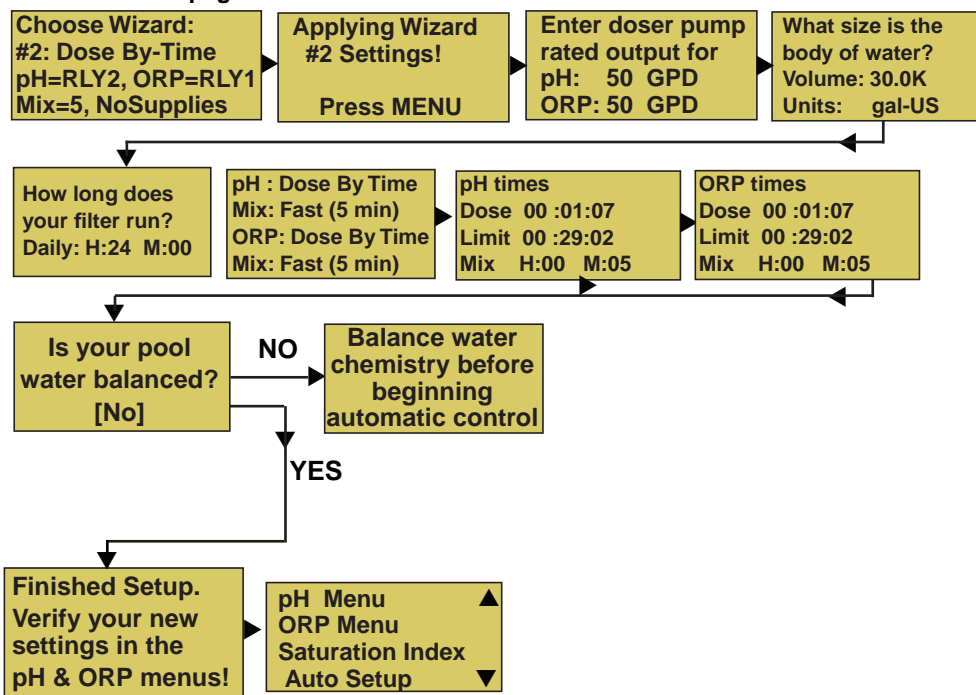 Choose Wizard:
#2: Dose By-Time
pH=RLY2, ORP=RLY1
Mix=5, NoSupplies
Applying Wizard
#2 Settings!
Press MENU
Enter doser pump
rated output for
pH: 50 GPD
ORP: 50 GPD
What size is the
body of water?
Volume: 30.0K
Units: gal-US
How long does
your filter run?
Daily: H:24 M:00
pH : Dose By Time
Mix: Fast (5 min)
ORP: Dose By Time
Mix: Fast (5 min)
pH times
Dose 00 :01:07
Limit 00 :29:02
Mix H:00 M:05
ORP times
Dose 00 :01:07
Limit 00 :29:02
Mix H:00 M:05
Is your pool
water balanced?
[No]
NO
Balance water
chemistry before
beginning
automatic control
YES
Finished Setup.
Verify your new
settings in the
pH & ORP menus!
pH Menu
ORP Menu
Saturation Index
Auto Setup